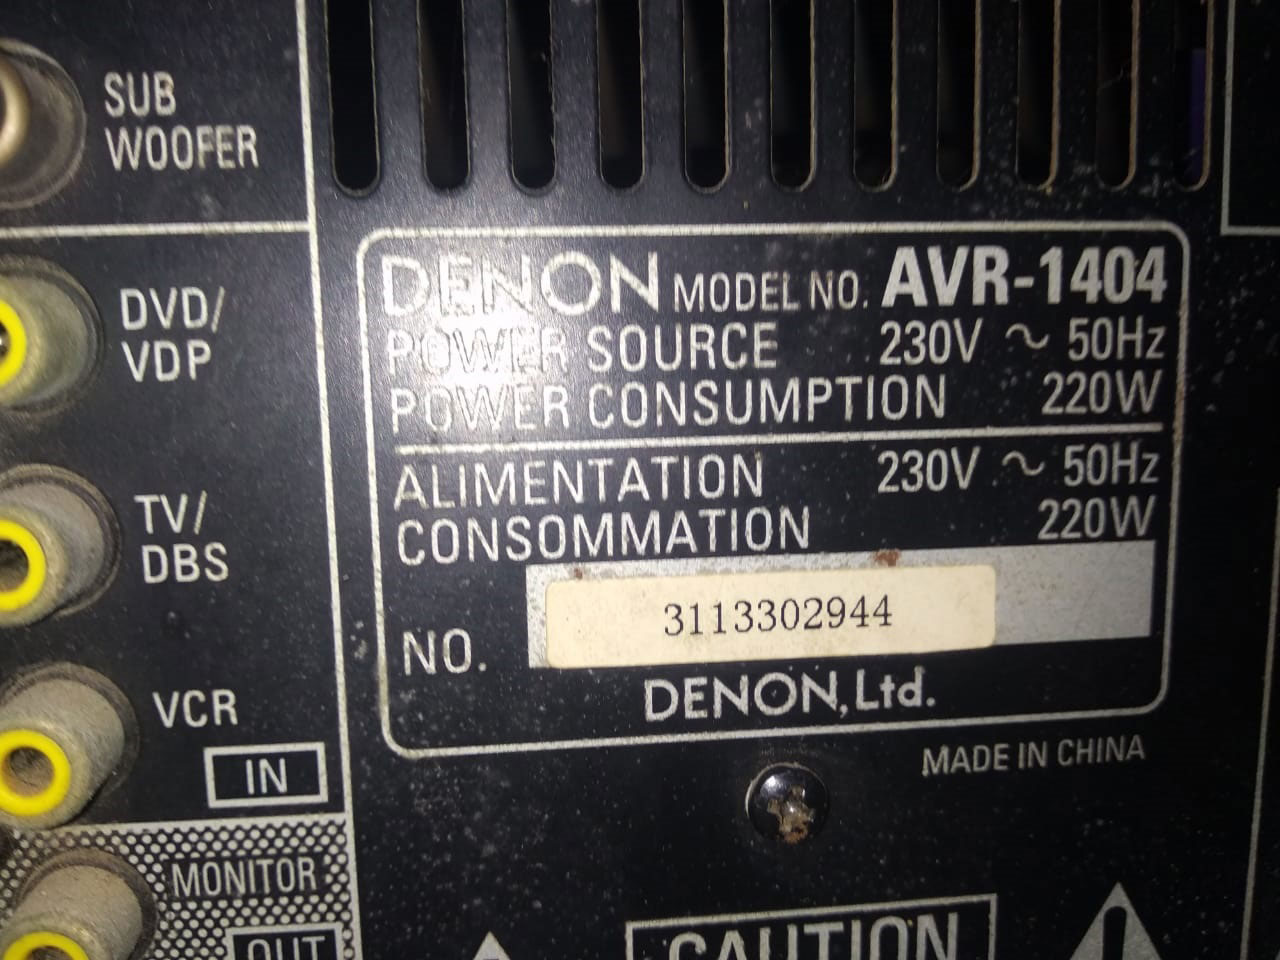 SUB
WOOFER
DVD/
VDP
TV/
DBS
VCR
IN
MONITOR
OUT
DENON MODEL NO. AVR-1404
POWER SOURCE 230V ~ 50Hz
POWER CONSUMPTION 220W
ALIMENTATION 230V ~ 50Hz
CONSOMMATION 220W
NO. 3113302944
DENON, Ltd.
MADE IN CHINA
CAUTION